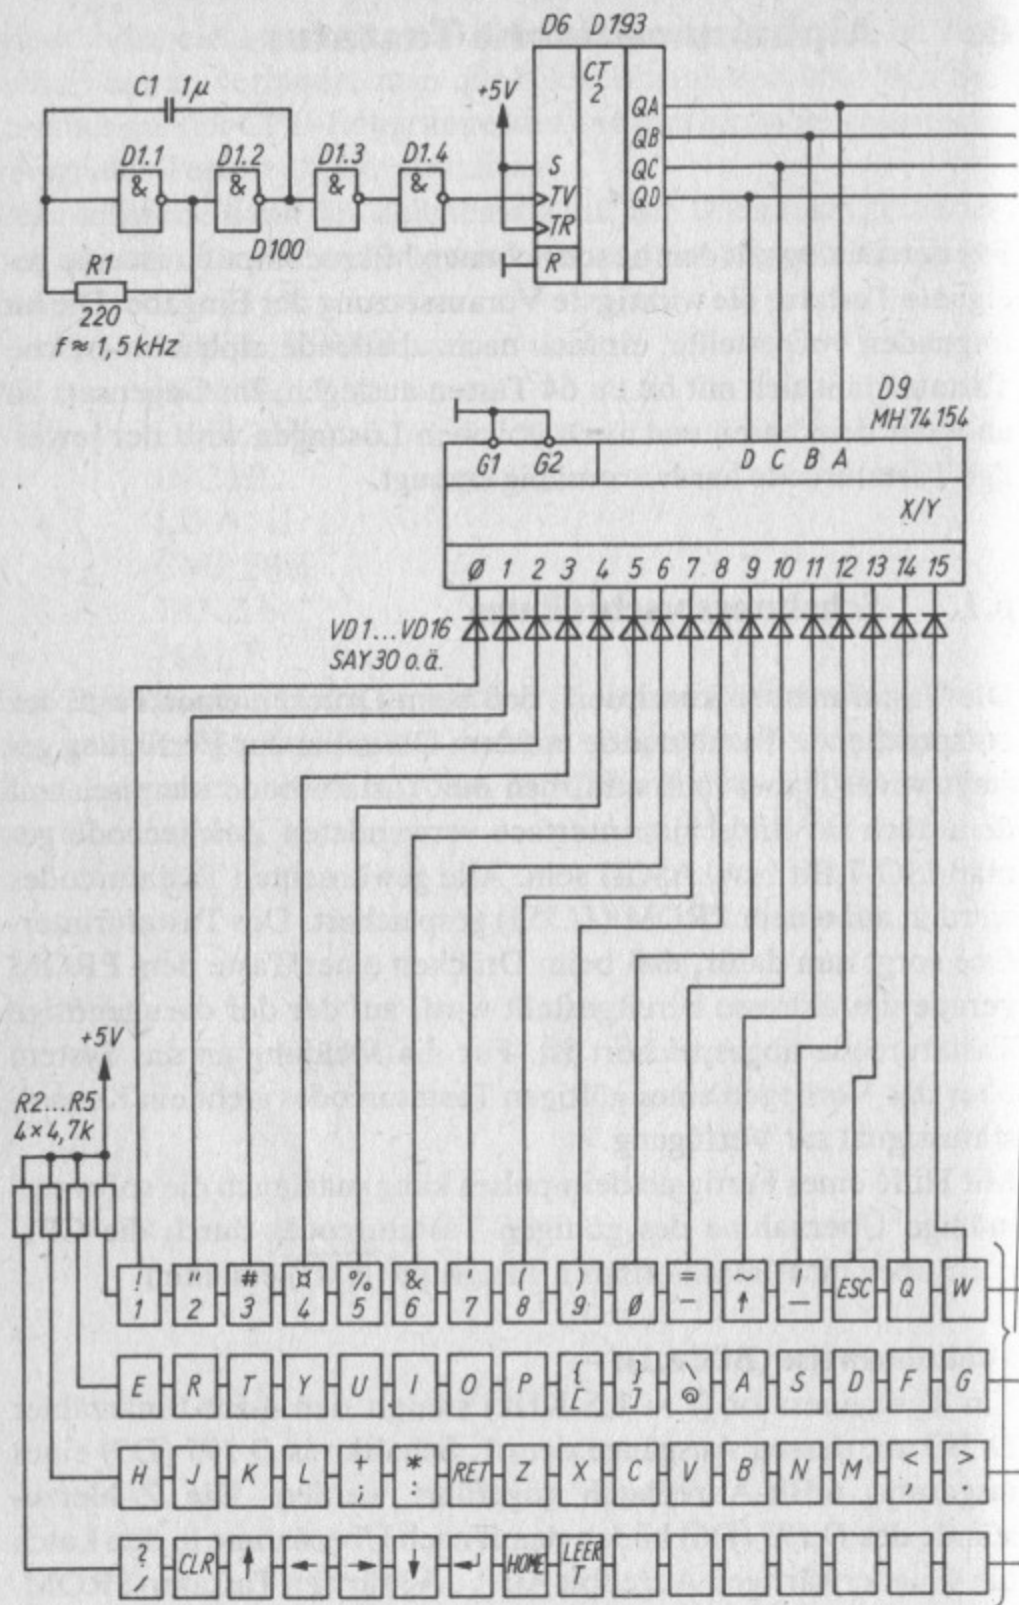 D6 D193
CT
2
C1 1µ
+5V
QA
QB
QC
QD
D1.1 D1.2 D1.3 D1.4
& & & &
S
TV
TR
R
D100
R1
220
f ≈ 1,5 kHz
D9
MH 74 154
G1 G2 D C B A
X/Y
Ø 1 2 3 4 5 6 7 8 9 10 11 12 13 14 15
VD1...VD16
SAY30 o.ä.
+5V
R2...R5
4×4,7k
! " # ¤ % & ' ( ) = ~ |
1 2 3 4 5 6 7 8 9 Ø - ↑ — ESC Q W
{ } \
E R T Y U I O P [ ] @ A S D F G
+ * < >
H J K L ; : RET Z X C V B N M , .
? LEER
/ CLR ↑ ← → ↓ ↵ HOME T